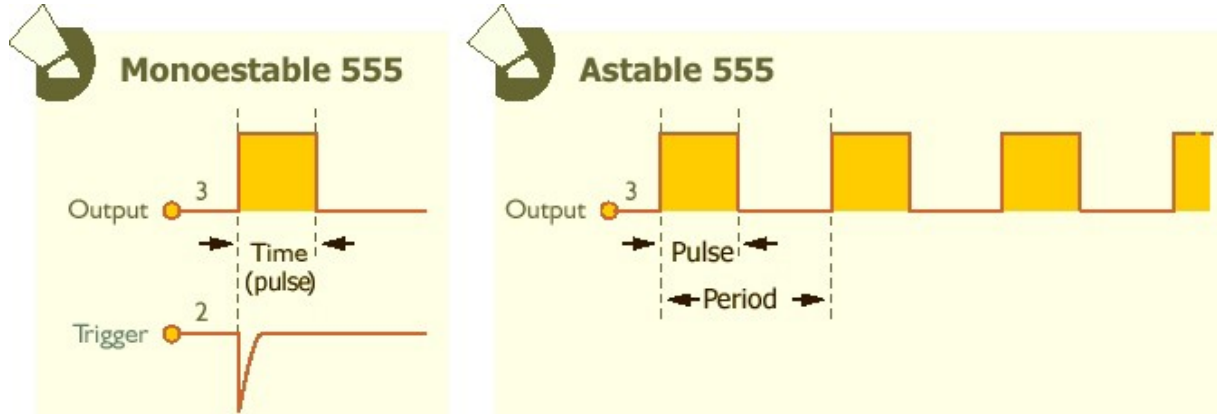 Monoestable 555
3
Output
Time
(pulse)
2
Trigger
Astable 555
3
Output
Pulse
Period